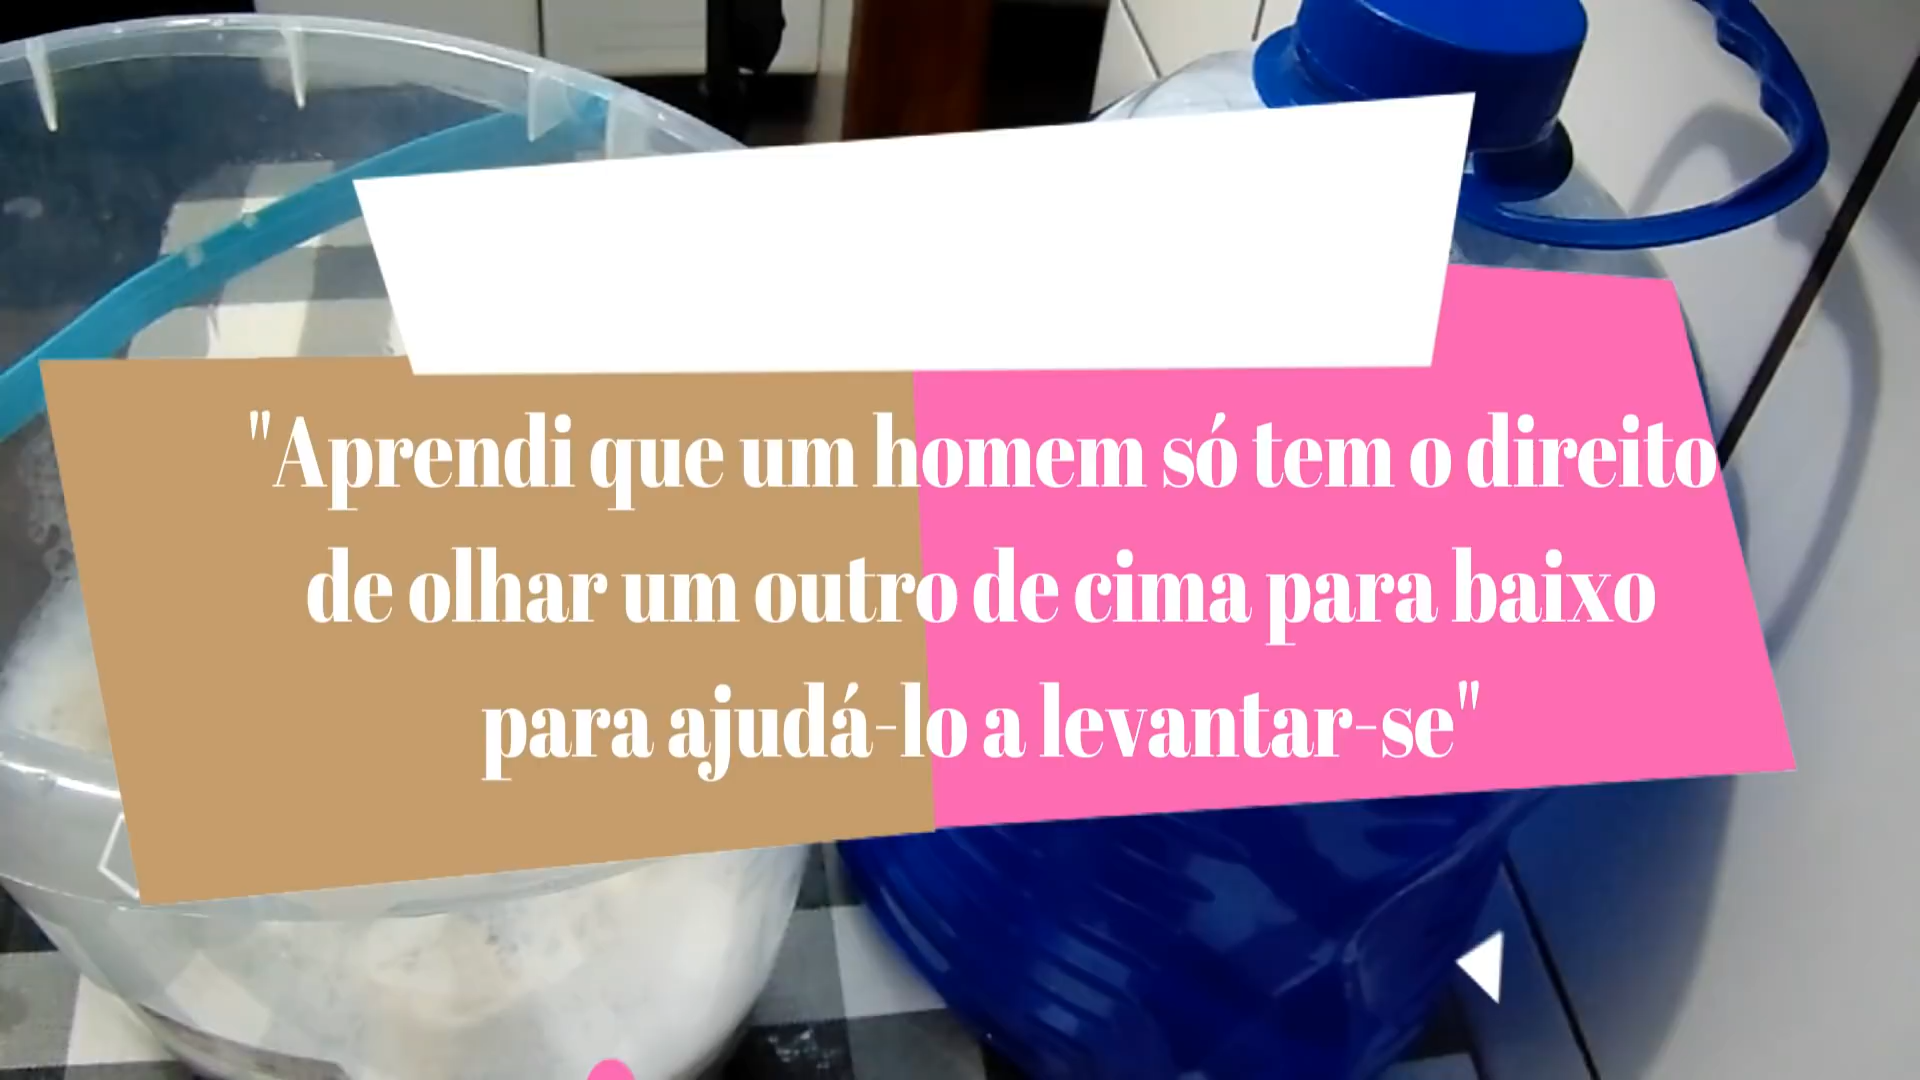 "Aprendi que um homem só tem o direito
de olhar um outro de cima para baixo
para ajudá-lo a levantar-se"